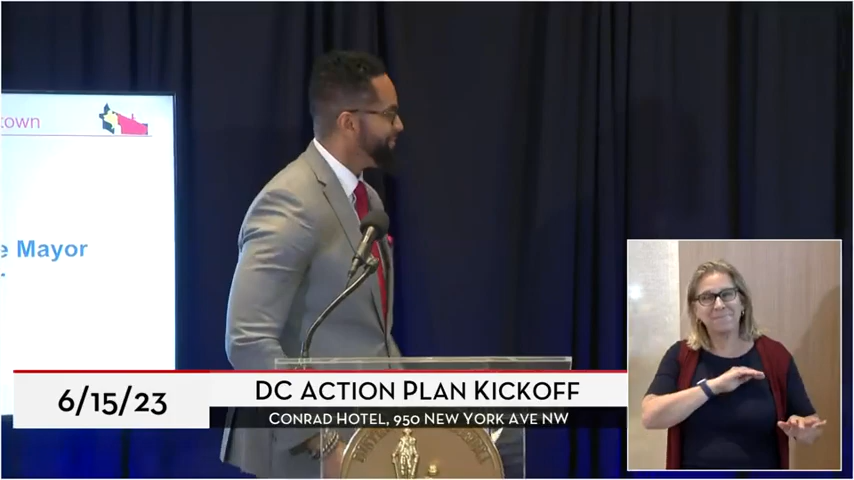 town
e Mayor
6/15/23
DC ACTION PLAN KICKOFF
CONRAD HOTEL, 950 NEW YORK AVE NW